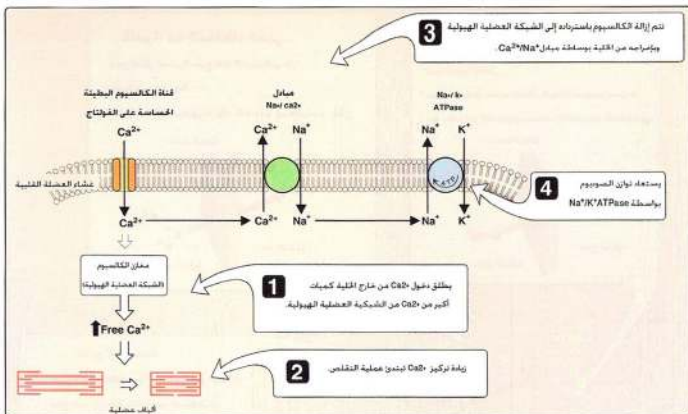 3
تتم إزالة الكالسيوم باسترداده إلى الشبكة العضلية الهيولية
وبإخراجه من الخلية بوساطة مبادل Ca²⁺/Na⁺.
قناة الكالسيوم البطيئة
الحساسة على الفولتاج
مبادل
Na+/ ca2+
Na+/ k+
ATPase
Ca²⁺
Ca²⁺
Na⁺
Na⁺
K⁺
غشاء العضلة القلبية
ATP
4
يستعاد توازن الصوديوم
بواسطة Na⁺/K⁺ATPase
Ca²⁺
Ca²⁺
Na⁺
Na⁺
K⁺
مخازن الكالسيوم
(الشبكة العضلية الهيولية)
1
يطلق دخول Ca2+ من خارج الخلية كميات
أكبر من Ca2+ من الشبكية العضلية الهيولية.
Free Ca²⁺
2
زيادة تركيز Ca2+ تبتدئ عملية التقلص.
ألياف عضلية